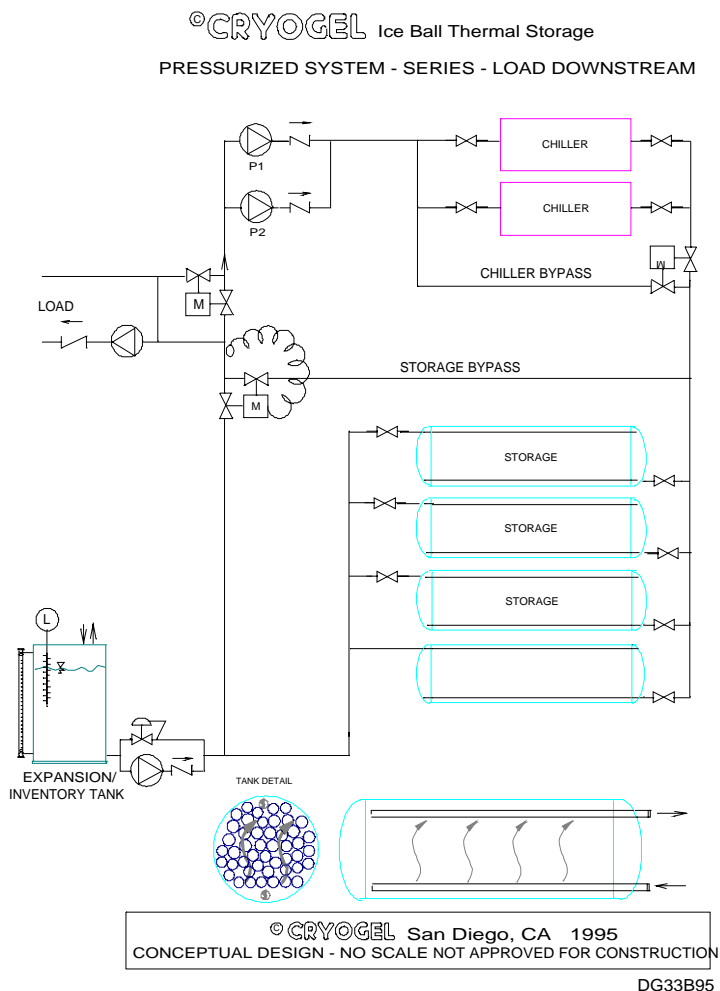 ©CRYOGEL Ice Ball Thermal Storage
PRESSURIZED SYSTEM - SERIES - LOAD DOWNSTREAM
P1
CHILLER
P2
CHILLER
M
CHILLER BYPASS
M
LOAD
STORAGE BYPASS
M
STORAGE
STORAGE
STORAGE
L
EXPANSION/
INVENTORY TANK
TANK DETAIL
©CRYOGEL San Diego, CA 1995
CONCEPTUAL DESIGN - NO SCALE NOT APPROVED FOR CONSTRUCTION
DG33B95